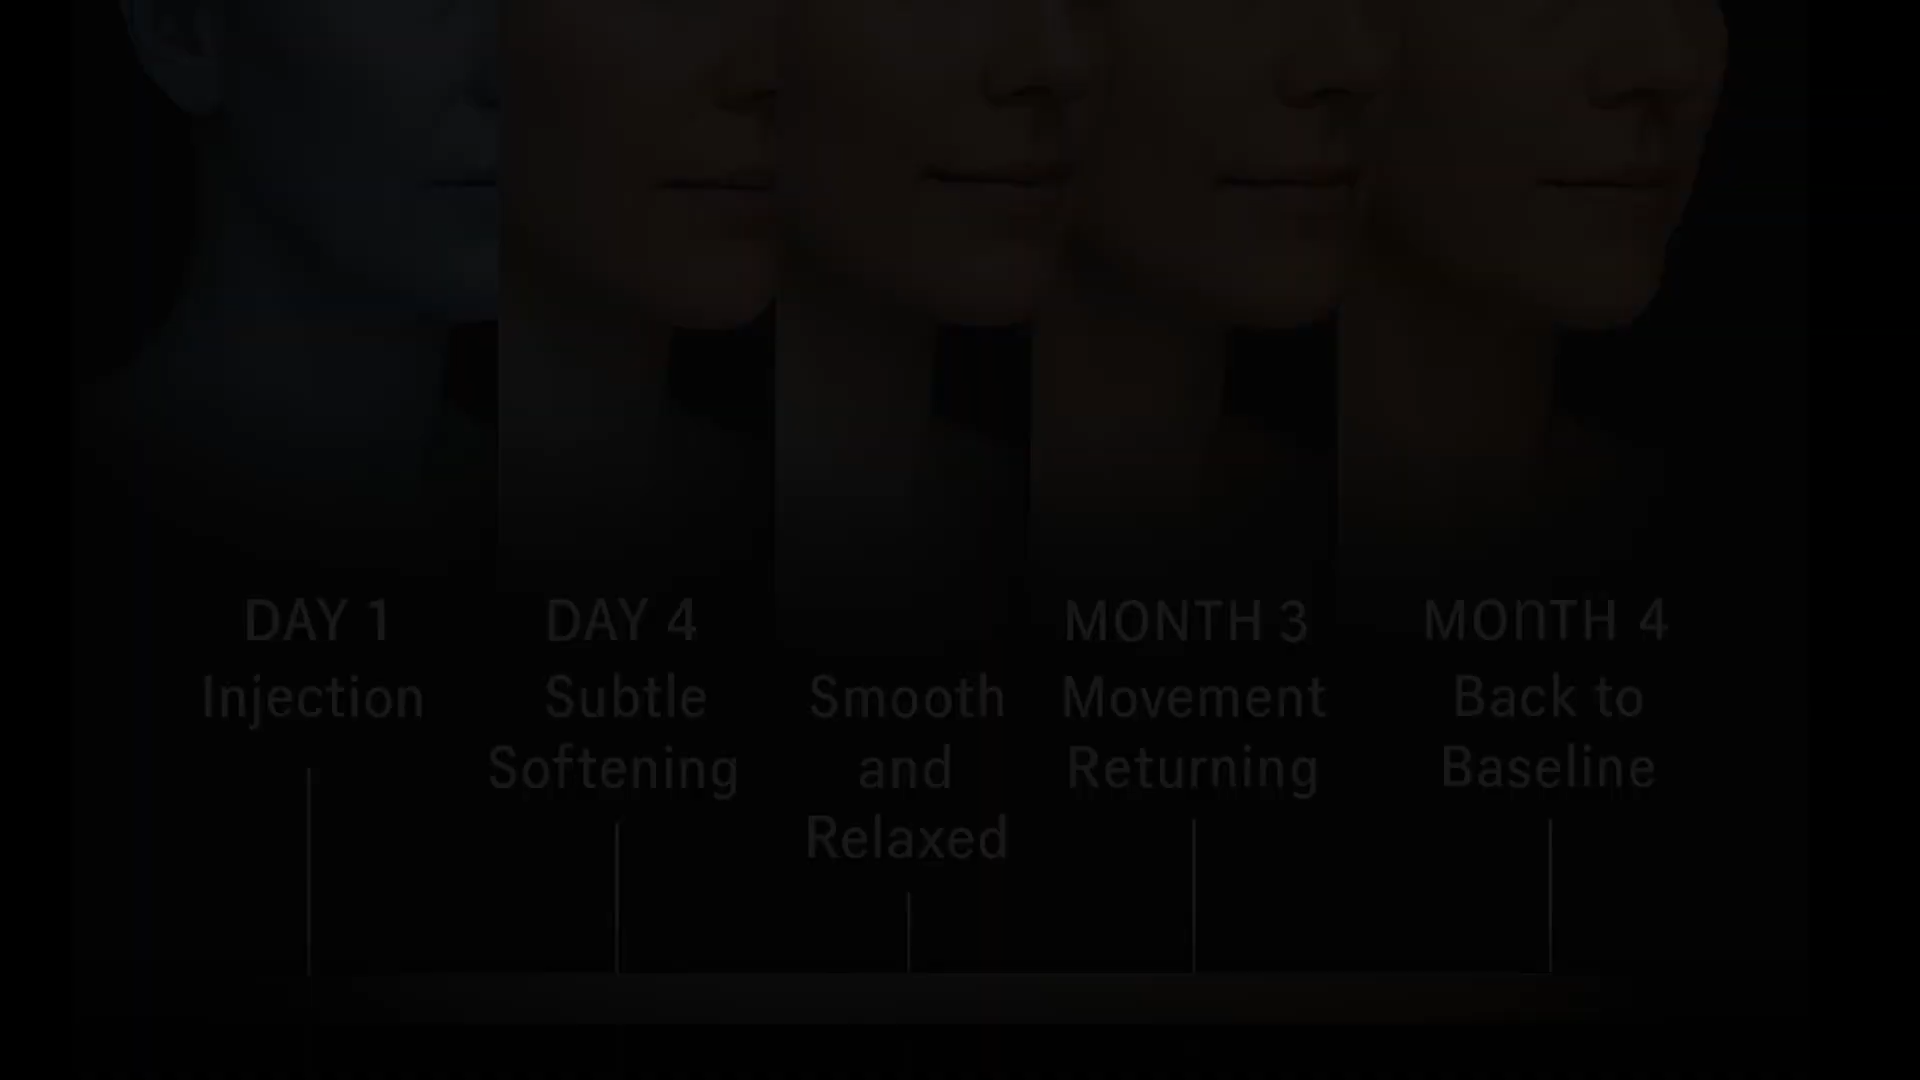 DAY 1
Injection
DAY 4
Subtle
Softening
Smooth
and
Relaxed
MONTH 3
Movement
Returning
MOnTH 4
Back to
Baseline